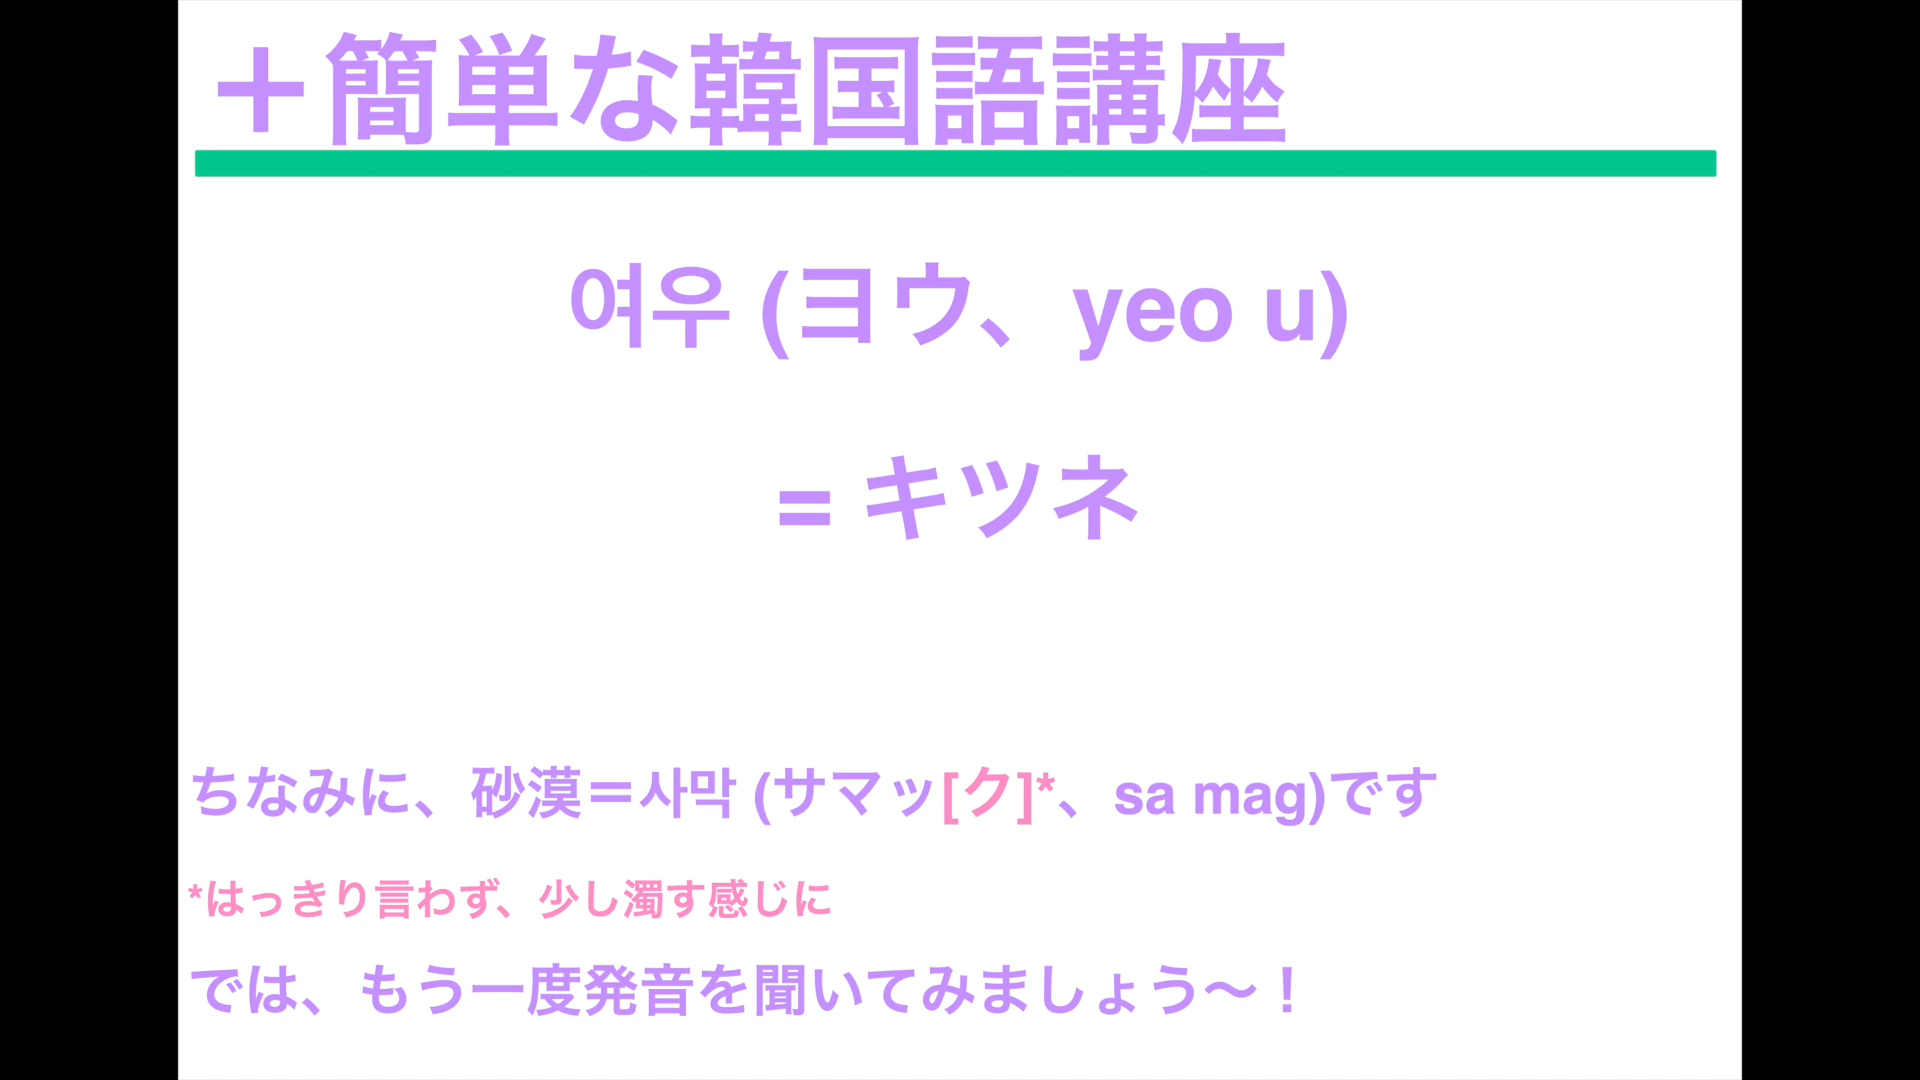 ＋簡単な韓国語講座
여우 (ヨウ、yeo u)
= キツネ
ちなみに、砂漠＝사막 (サマッ[ク]*、sa mag)です
*はっきり言わず、少し濁す感じに
では、もう一度発音を聞いてみましょう〜！